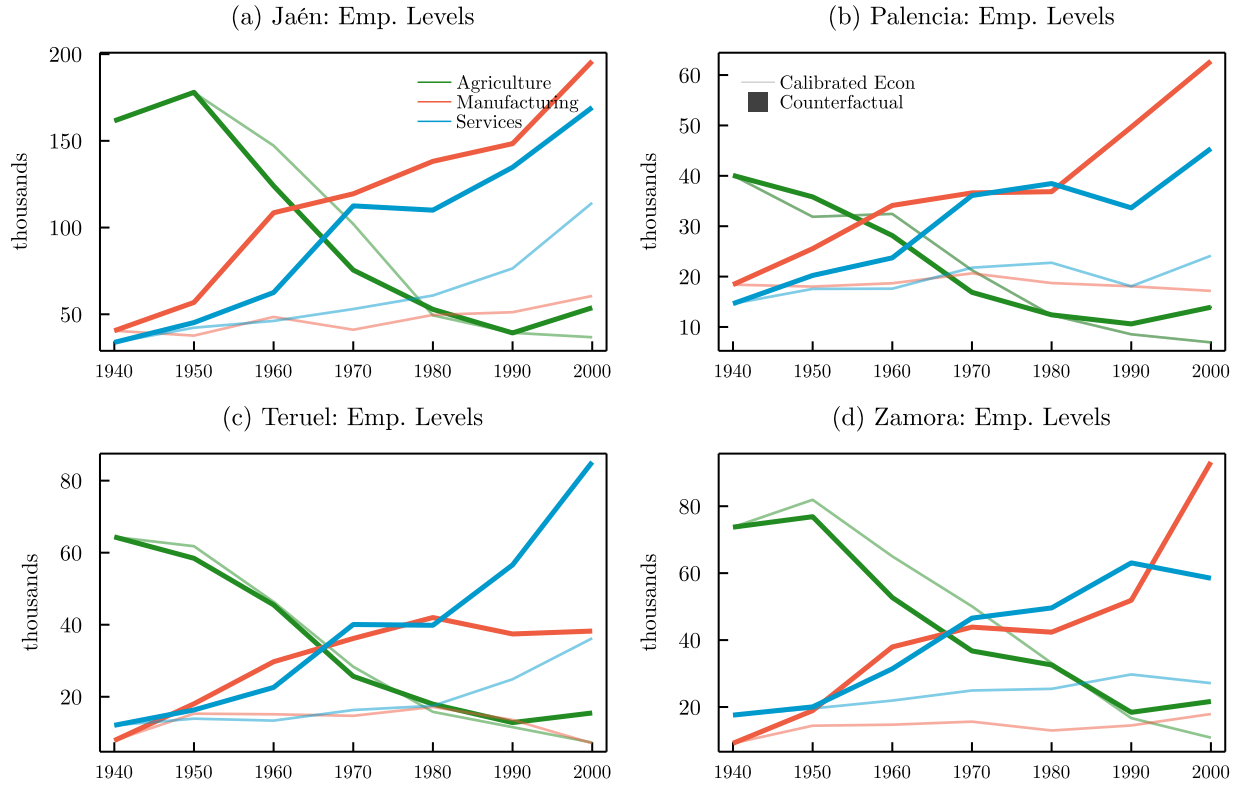 (a) Jaén: Emp. Levels
thousands
200
150
100
50
Agriculture
Manufacturing
Services
1940 1950 1960 1970 1980 1990 2000
(b) Palencia: Emp. Levels
thousands
60
50
40
30
20
10
Calibrated Econ
Counterfactual
1940 1950 1960 1970 1980 1990 2000
(c) Teruel: Emp. Levels
thousands
80
60
40
20
1940 1950 1960 1970 1980 1990 2000
(d) Zamora: Emp. Levels
thousands
80
60
40
20
1940 1950 1960 1970 1980 1990 2000